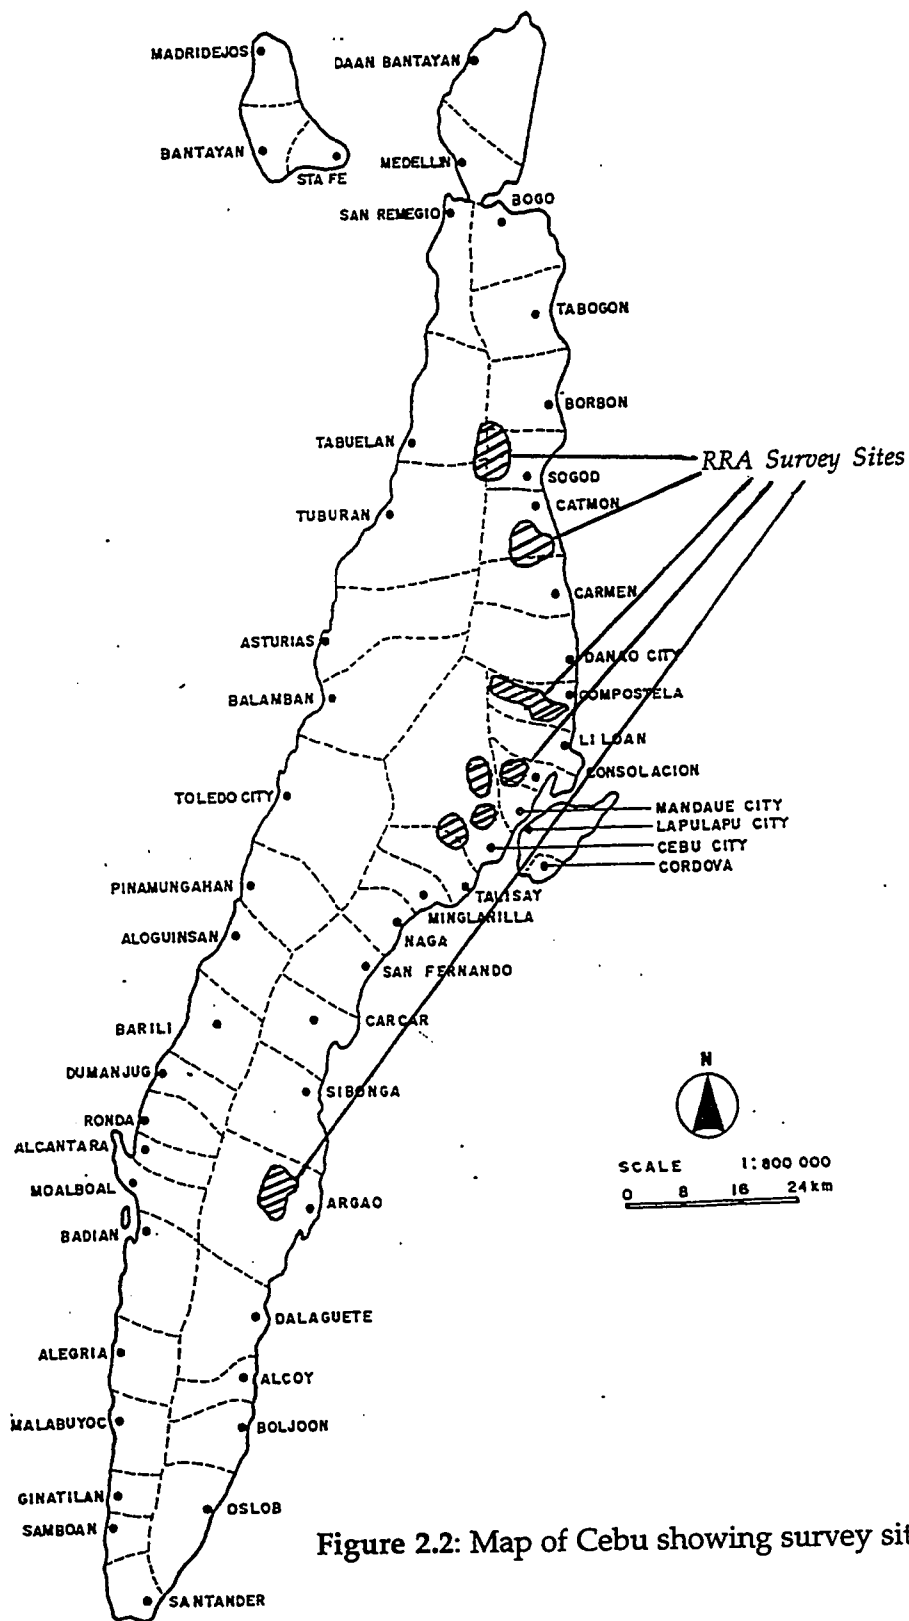 MADRIDEJOS
DAAN BANTAYAN
BANTAYAN
STA FE
MEDELLIN
SAN REMEGIO
BOGO
TABOGON
BORBON
TABUELAN
RRA Survey Sites
SOGOD
CATMON
TUBURAN
CARMEN
ASTURIAS
DANAO CITY
BALAMBAN
COMPOSTELA
LILOAN
CONSOLACION
TOLEDO CITY
MANDAUE CITY
LAPULAPU CITY
CEBU CITY
CORDOVA
PINAMUNGAHAN
TALISAY
MINGLARILLA
ALOGUINSAN
NAGA
SAN FERNANDO
BARILI
CARCAR
DUMANJUG
SIBONGA
N
RONDA
ALCANTARA
SCALE 1:800 000
0 8 16 24km
MOALBOAL
ARGAO
BADIAN
DALAGUETE
ALEGRIA
ALCOY
MALABUYOC
BOLJOON
GINATILAN
OSLOB
SAMBOAN
Figure 2.2: Map of Cebu showing survey sit
SANTANDER